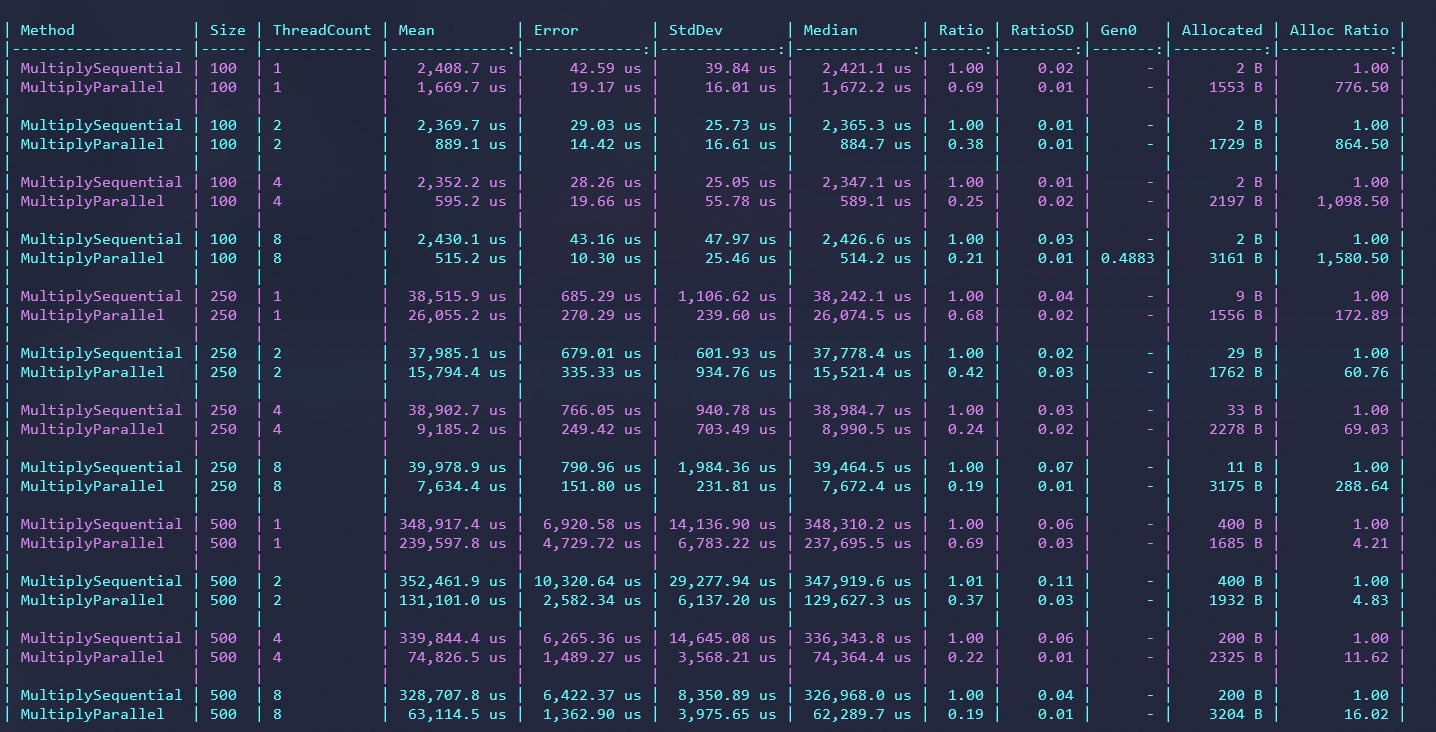 | Method             | Size | ThreadCount | Mean         | Error        | StdDev       | Median       | Ratio | RatioSD | Gen0   | Allocated | Alloc Ratio |
|------------------- |----- |------------ |-------------:|-------------:|-------------:|-------------:|------:|--------:|-------:|----------:|------------:|
| MultiplySequential | 100  | 1           |   2,408.7 us |     42.59 us |     39.84 us |   2,421.1 us |  1.00 |    0.02 |      - |       2 B |        1.00 |
| MultiplyParallel   | 100  | 1           |   1,669.7 us |     19.17 us |     16.01 us |   1,672.2 us |  0.69 |    0.01 |      - |    1553 B |      776.50 |
|                    |      |             |              |              |              |              |       |         |        |           |             |
| MultiplySequential | 100  | 2           |   2,369.7 us |     29.03 us |     25.73 us |   2,365.3 us |  1.00 |    0.01 |      - |       2 B |        1.00 |
| MultiplyParallel   | 100  | 2           |     889.1 us |     14.42 us |     16.61 us |     884.7 us |  0.38 |    0.01 |      - |    1729 B |      864.50 |
|                    |      |             |              |              |              |              |       |         |        |           |             |
| MultiplySequential | 100  | 4           |   2,352.2 us |     28.26 us |     25.05 us |   2,347.1 us |  1.00 |    0.01 |      - |       2 B |        1.00 |
| MultiplyParallel   | 100  | 4           |     595.2 us |     19.66 us |     55.78 us |     589.1 us |  0.25 |    0.02 |      - |    2197 B |    1,098.50 |
|                    |      |             |              |              |              |              |       |         |        |           |             |
| MultiplySequential | 100  | 8           |   2,430.1 us |     43.16 us |     47.97 us |   2,426.6 us |  1.00 |    0.03 |      - |       2 B |        1.00 |
| MultiplyParallel   | 100  | 8           |     515.2 us |     10.30 us |     25.46 us |     514.2 us |  0.21 |    0.01 | 0.4883 |    3161 B |    1,580.50 |
|                    |      |             |              |              |              |              |       |         |        |           |             |
| MultiplySequential | 250  | 1           |  38,515.9 us |    685.29 us |  1,106.62 us |  38,242.1 us |  1.00 |    0.04 |      - |       9 B |        1.00 |
| MultiplyParallel   | 250  | 1           |  26,055.2 us |    270.29 us |    239.60 us |  26,074.5 us |  0.68 |    0.02 |      - |    1556 B |      172.89 |
|                    |      |             |              |              |              |              |       |         |        |           |             |
| MultiplySequential | 250  | 2           |  37,985.1 us |    679.01 us |    601.93 us |  37,778.4 us |  1.00 |    0.02 |      - |      29 B |        1.00 |
| MultiplyParallel   | 250  | 2           |  15,794.4 us |    335.33 us |    934.76 us |  15,521.4 us |  0.42 |    0.03 |      - |    1762 B |       60.76 |
|                    |      |             |              |              |              |              |       |         |        |           |             |
| MultiplySequential | 250  | 4           |  38,902.7 us |    766.05 us |    940.78 us |  38,984.7 us |  1.00 |    0.03 |      - |      33 B |        1.00 |
| MultiplyParallel   | 250  | 4           |   9,185.2 us |    249.42 us |    703.49 us |   8,990.5 us |  0.24 |    0.02 |      - |    2278 B |       69.03 |
|                    |      |             |              |              |              |              |       |         |        |           |             |
| MultiplySequential | 250  | 8           |  39,978.9 us |    790.96 us |  1,984.36 us |  39,464.5 us |  1.00 |    0.07 |      - |      11 B |        1.00 |
| MultiplyParallel   | 250  | 8           |   7,634.4 us |    151.80 us |    231.81 us |   7,672.4 us |  0.19 |    0.01 |      - |    3175 B |      288.64 |
|                    |      |             |              |              |              |              |       |         |        |           |             |
| MultiplySequential | 500  | 1           | 348,917.4 us |  6,920.58 us | 14,136.90 us | 348,310.2 us |  1.00 |    0.06 |      - |     400 B |        1.00 |
| MultiplyParallel   | 500  | 1           | 239,597.8 us |  4,729.72 us |  6,783.22 us | 237,695.5 us |  0.69 |    0.03 |      - |    1685 B |        4.21 |
|                    |      |             |              |              |              |              |       |         |        |           |             |
| MultiplySequential | 500  | 2           | 352,461.9 us | 10,320.64 us | 29,277.94 us | 347,919.6 us |  1.01 |    0.11 |      - |     400 B |        1.00 |
| MultiplyParallel   | 500  | 2           | 131,101.0 us |  2,582.34 us |  6,137.20 us | 129,627.3 us |  0.37 |    0.03 |      - |    1932 B |        4.83 |
|                    |      |             |              |              |              |              |       |         |        |           |             |
| MultiplySequential | 500  | 4           | 339,844.4 us |  6,265.36 us | 14,645.08 us | 336,343.8 us |  1.00 |    0.06 |      - |     200 B |        1.00 |
| MultiplyParallel   | 500  | 4           |  74,826.5 us |  1,489.27 us |  3,568.21 us |  74,364.4 us |  0.22 |    0.01 |      - |    2325 B |       11.62 |
|                    |      |             |              |              |              |              |       |         |        |           |             |
| MultiplySequential | 500  | 8           | 328,707.8 us |  6,422.37 us |  8,350.89 us | 326,968.0 us |  1.00 |    0.04 |      - |     200 B |        1.00 |
| MultiplyParallel   | 500  | 8           |  63,114.5 us |  1,362.90 us |  3,975.65 us |  62,289.7 us |  0.19 |    0.01 |      - |    3204 B |       16.02 |